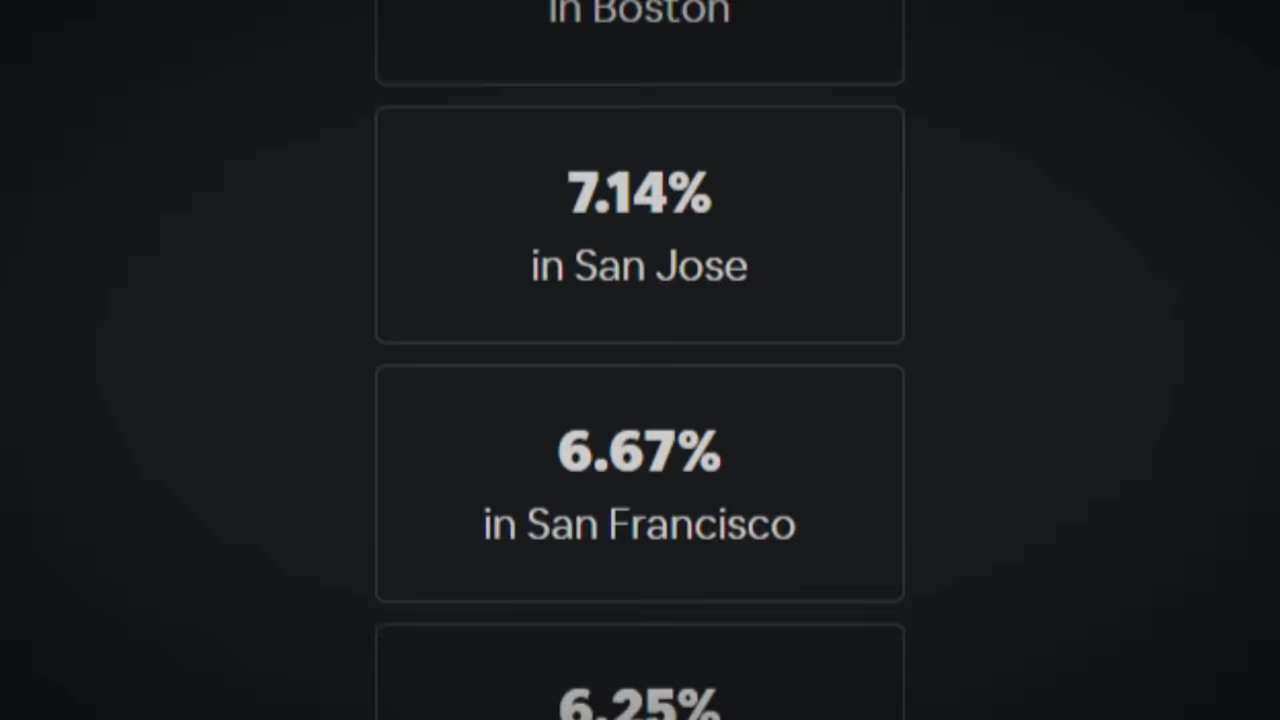 in Boston
7.14%
in San Jose
6.67%
in San Francisco
6.25%